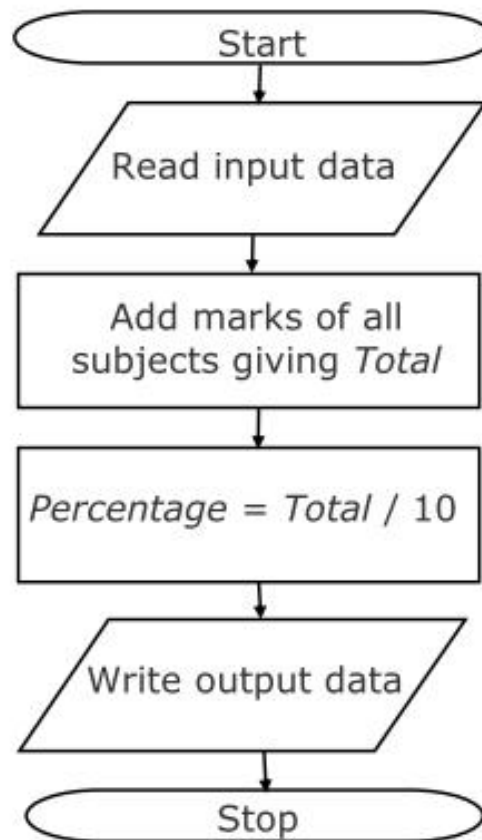 Start
Read input data
Add marks of all
subjects giving Total
Percentage = Total / 10
Write output data
Stop